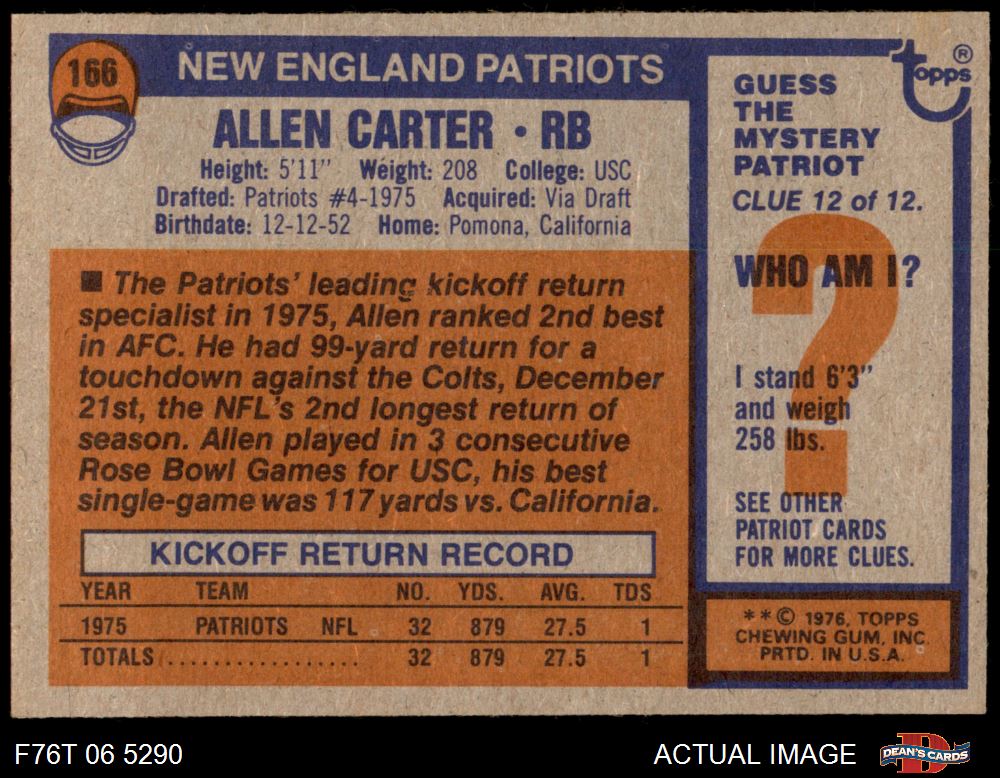 166
NEW ENGLAND PATRIOTS
ALLEN CARTER • RB
Height: 5'11" Weight: 208 College: USC
Drafted: Patriots #4-1975 Acquired: Via Draft
Birthdate: 12-12-52 Home: Pomona, California
■ The Patriots' leading kickoff return
specialist in 1975, Allen ranked 2nd best
in AFC. He had 99-yard return for a
touchdown against the Colts, December
21st, the NFL's 2nd longest return of
season. Allen played in 3 consecutive
Rose Bowl Games for USC, his best
single-game was 117 yards vs. California.
KICKOFF RETURN RECORD
YEAR TEAM NO. YDS. AVG. TDS
1975 PATRIOTS NFL 32 879 27.5 1
TOTALS.................. 32 879 27.5 1
Topps®
GUESS
THE
MYSTERY
PATRIOT
CLUE 12 of 12.
WHO AM I?
?
I stand 6'3"
and weigh
258 lbs.
SEE OTHER
PATRIOT CARDS
FOR MORE CLUES.
**© 1976, TOPPS
CHEWING GUM, INC.
PRTD. IN U.S.A.
F76T 06 5290
ACTUAL IMAGE
D
DEAN'S CARDS